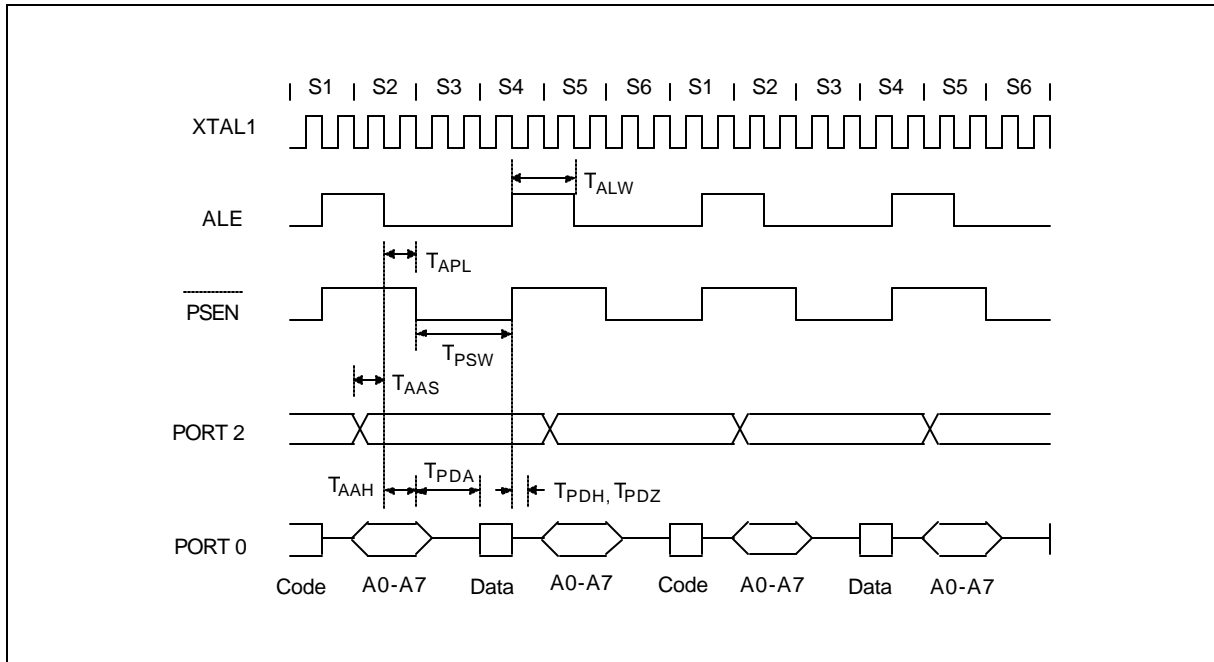 S1 S2 S3 S4 S5 S6 S1 S2 S3 S4 S5 S6
XTAL1
TALW
ALE
TAPL
PSEN
TPSW
TAAS
PORT 2
TAAH TPDA TPDH, TPDZ
PORT 0
Code A0-A7 Data A0-A7 Code A0-A7 Data A0-A7